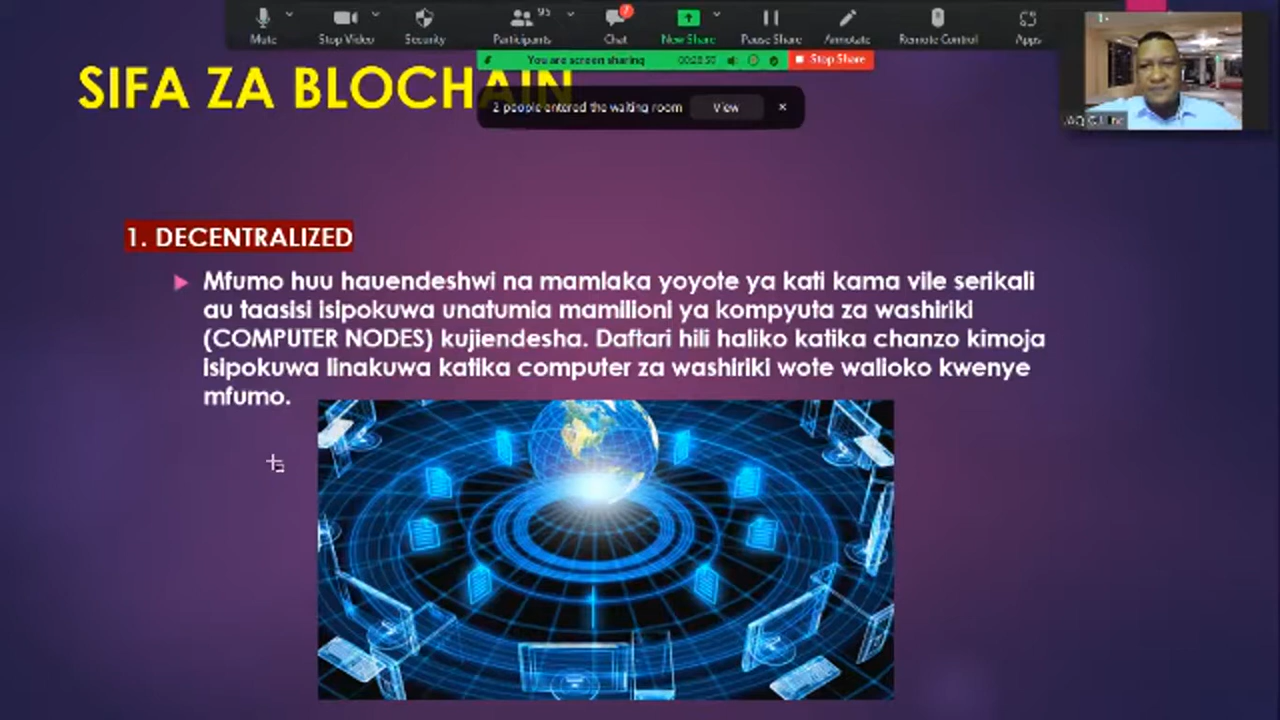 95
7
Mute
Stop Video
Security
Participants
Chat
New Share
Pause Share
Annotate
Remote Control
Apps
You are screen sharing
Stop Share
SIFA ZA BLOCHAIN
2 people entered the waiting room
View
1. DECENTRALIZED
Mfumo huu hauendeshwi na mamlaka yoyote ya kati kama vile serikali
au taasisi isipokuwa unatumia mamilioni ya kompyuta za washiriki
(COMPUTER NODES) kujiendesha. Daftari hili haliko katika chanzo kimoja
isipokuwa linakuwa katika computer za washiriki wote walioko kwenye
mfumo.